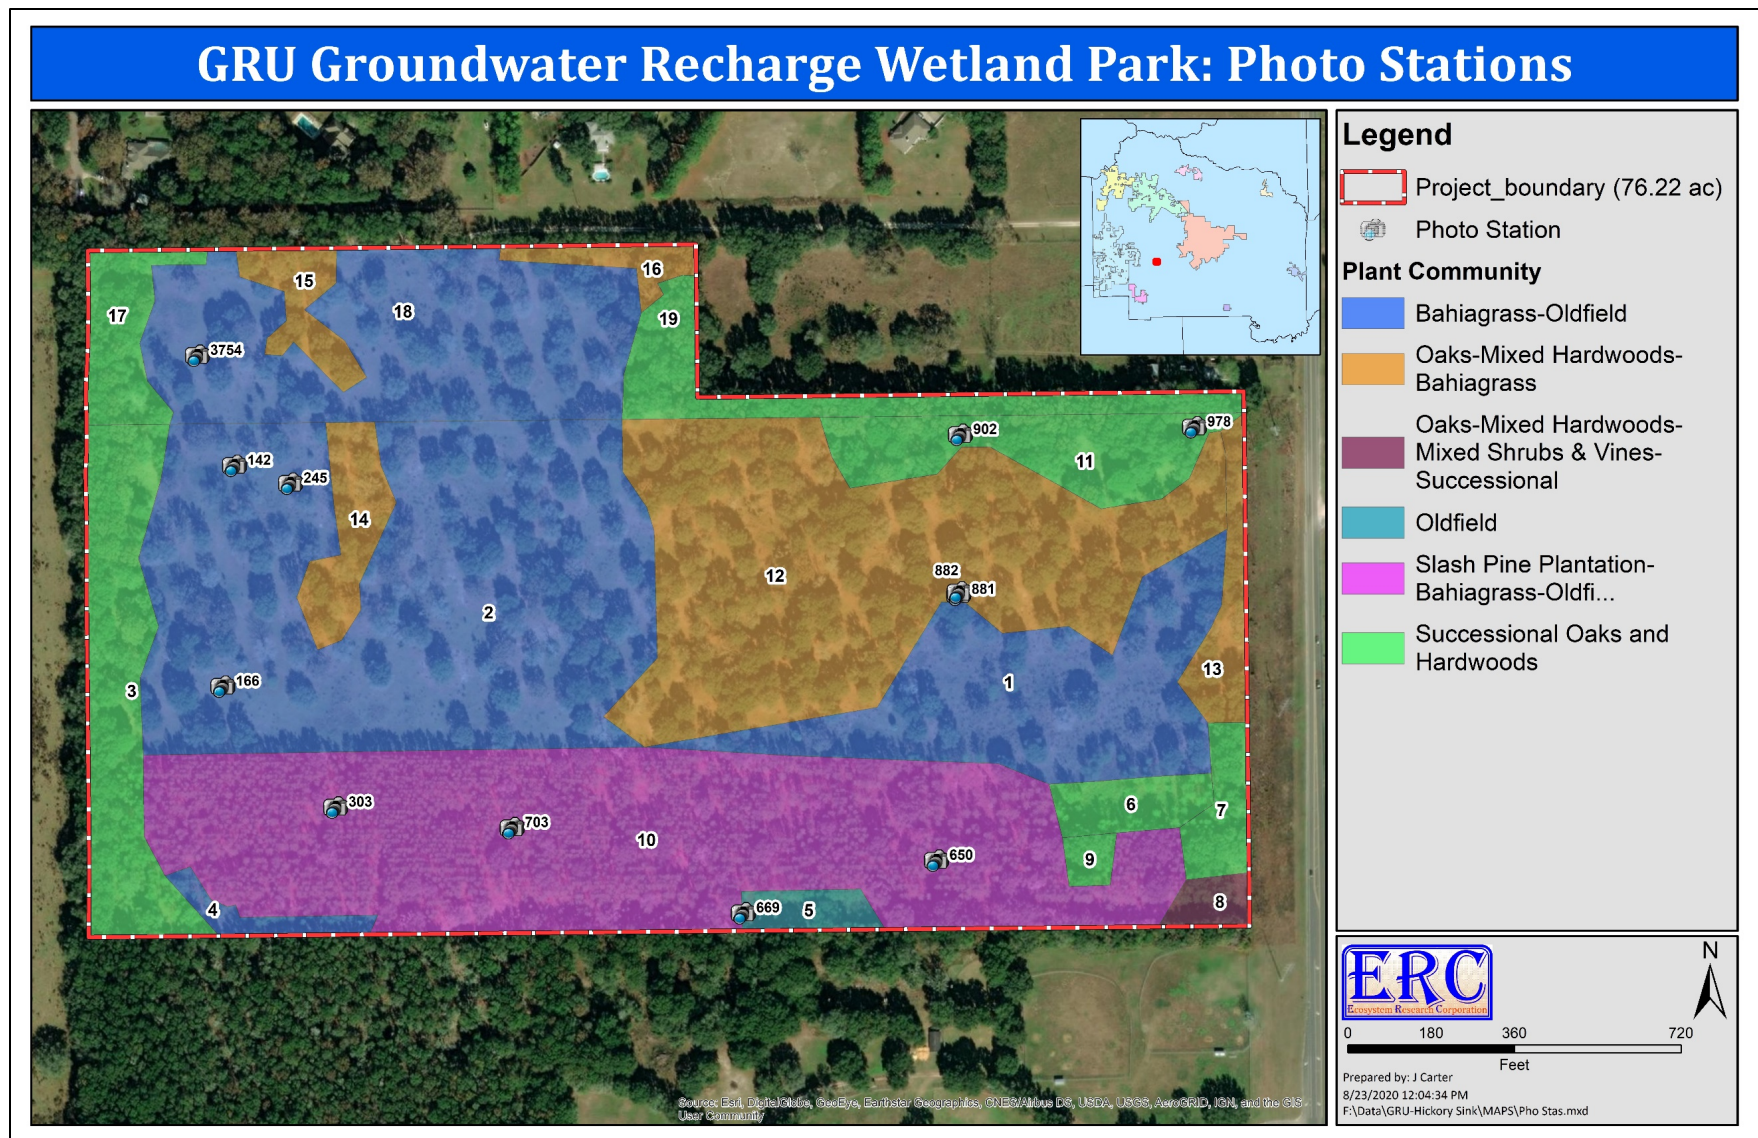 GRU Groundwater Recharge Wetland Park: Photo Stations
15
16
17
18
19
3754
902
978
142
245
11
14
12
882
881
2
166
3
1
13
303
703
10
6
7
650
9
4
669
5
8
Source: Esri, DigitalGlobe, GeoEye, Earthstar Geographics, CNES/Airbus DS, USDA, USGS, AeroGRID, IGN, and the GIS
User Community
Legend
Project_boundary (76.22 ac)
Photo Station
Plant Community
Bahiagrass-Oldfield
Oaks-Mixed Hardwoods-
Bahiagrass
Oaks-Mixed Hardwoods-
Mixed Shrubs & Vines-
Successional
Oldfield
Slash Pine Plantation-
Bahiagrass-Oldfi...
Successional Oaks and
Hardwoods
ERC
Ecosystem Research Corporation
N
0 180 360 720
Feet
Prepared by: J Carter
8/23/2020 12:04:34 PM
F:\Data\GRU-Hickory Sink\MAPS\Pho Stas.mxd